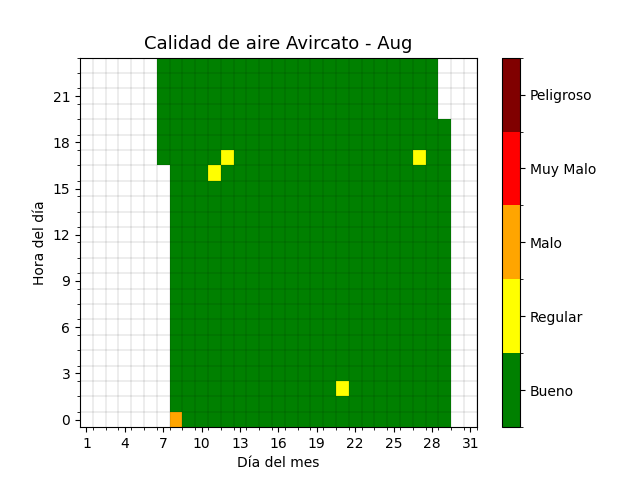 Calidad de aire Avircato - Aug
21
18
15
12
9
6
3
0
Hora del día
1 4 7 10 13 16 19 22 25 28 31
Día del mes
Peligroso
Muy Malo
Malo
Regular
Bueno